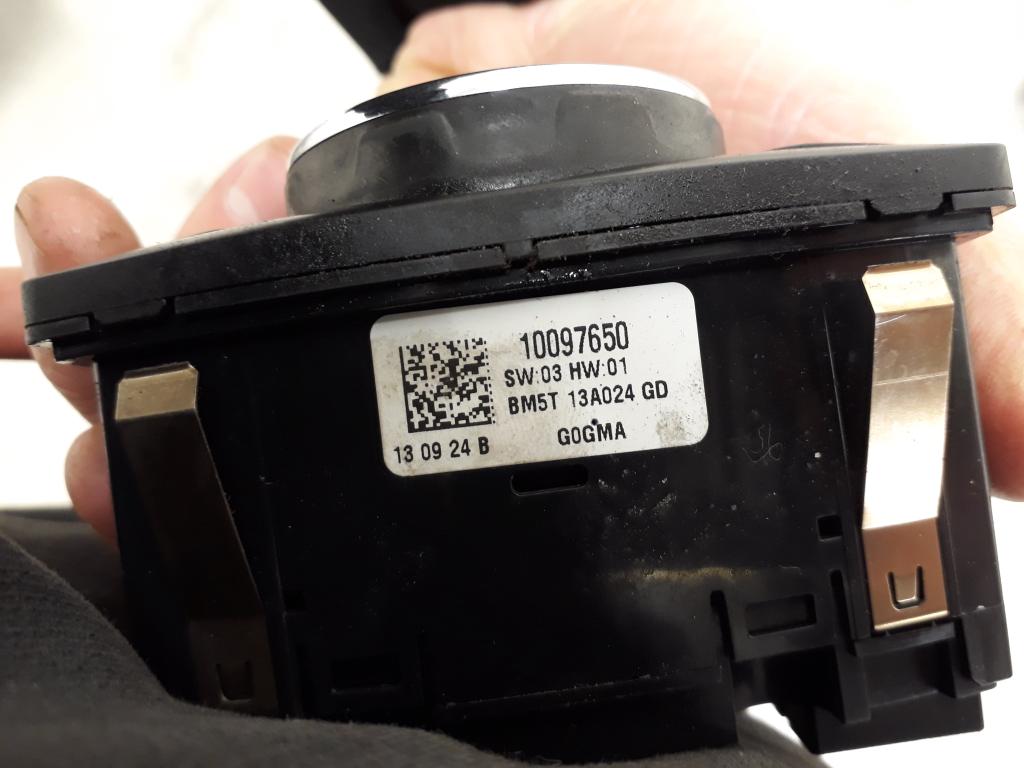 10097650
SW:03 HW:01
BM5T 13A024 GD
13 09 24 B
G0GMA